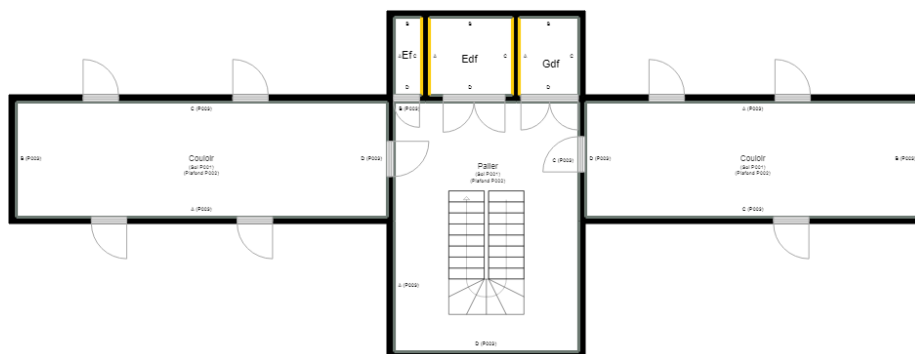 B
B
B
A
C
A
C
A
C
Ef
Edf
Gdf
D
D
D
C (P003)
B (P003)
A (P003)
B (P003)
Couloir
(Sol P001)
(Plafond P002)
D (P003)
Palier
(Sol P001)
(Plafond P002)
C (P003)
D (P003)
Couloir
(Sol P001)
(Plafond P002)
B (P003)
A (P003)
C (P003)
A (P003)
D (P003)